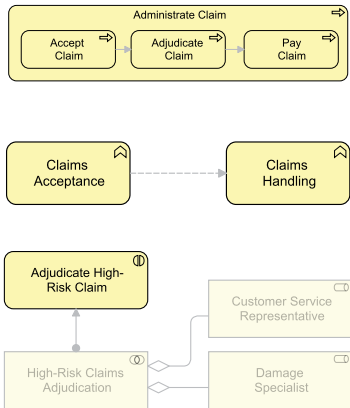 Administrate Claim
Accept
Claim
Adjudicate
Claim
Pay
Claim
Claims
Acceptance
Claims
Handling
Adjudicate High-
Risk Claim
Customer Service
Representative
High-Risk Claims
Adjudication
Damage
Specialist